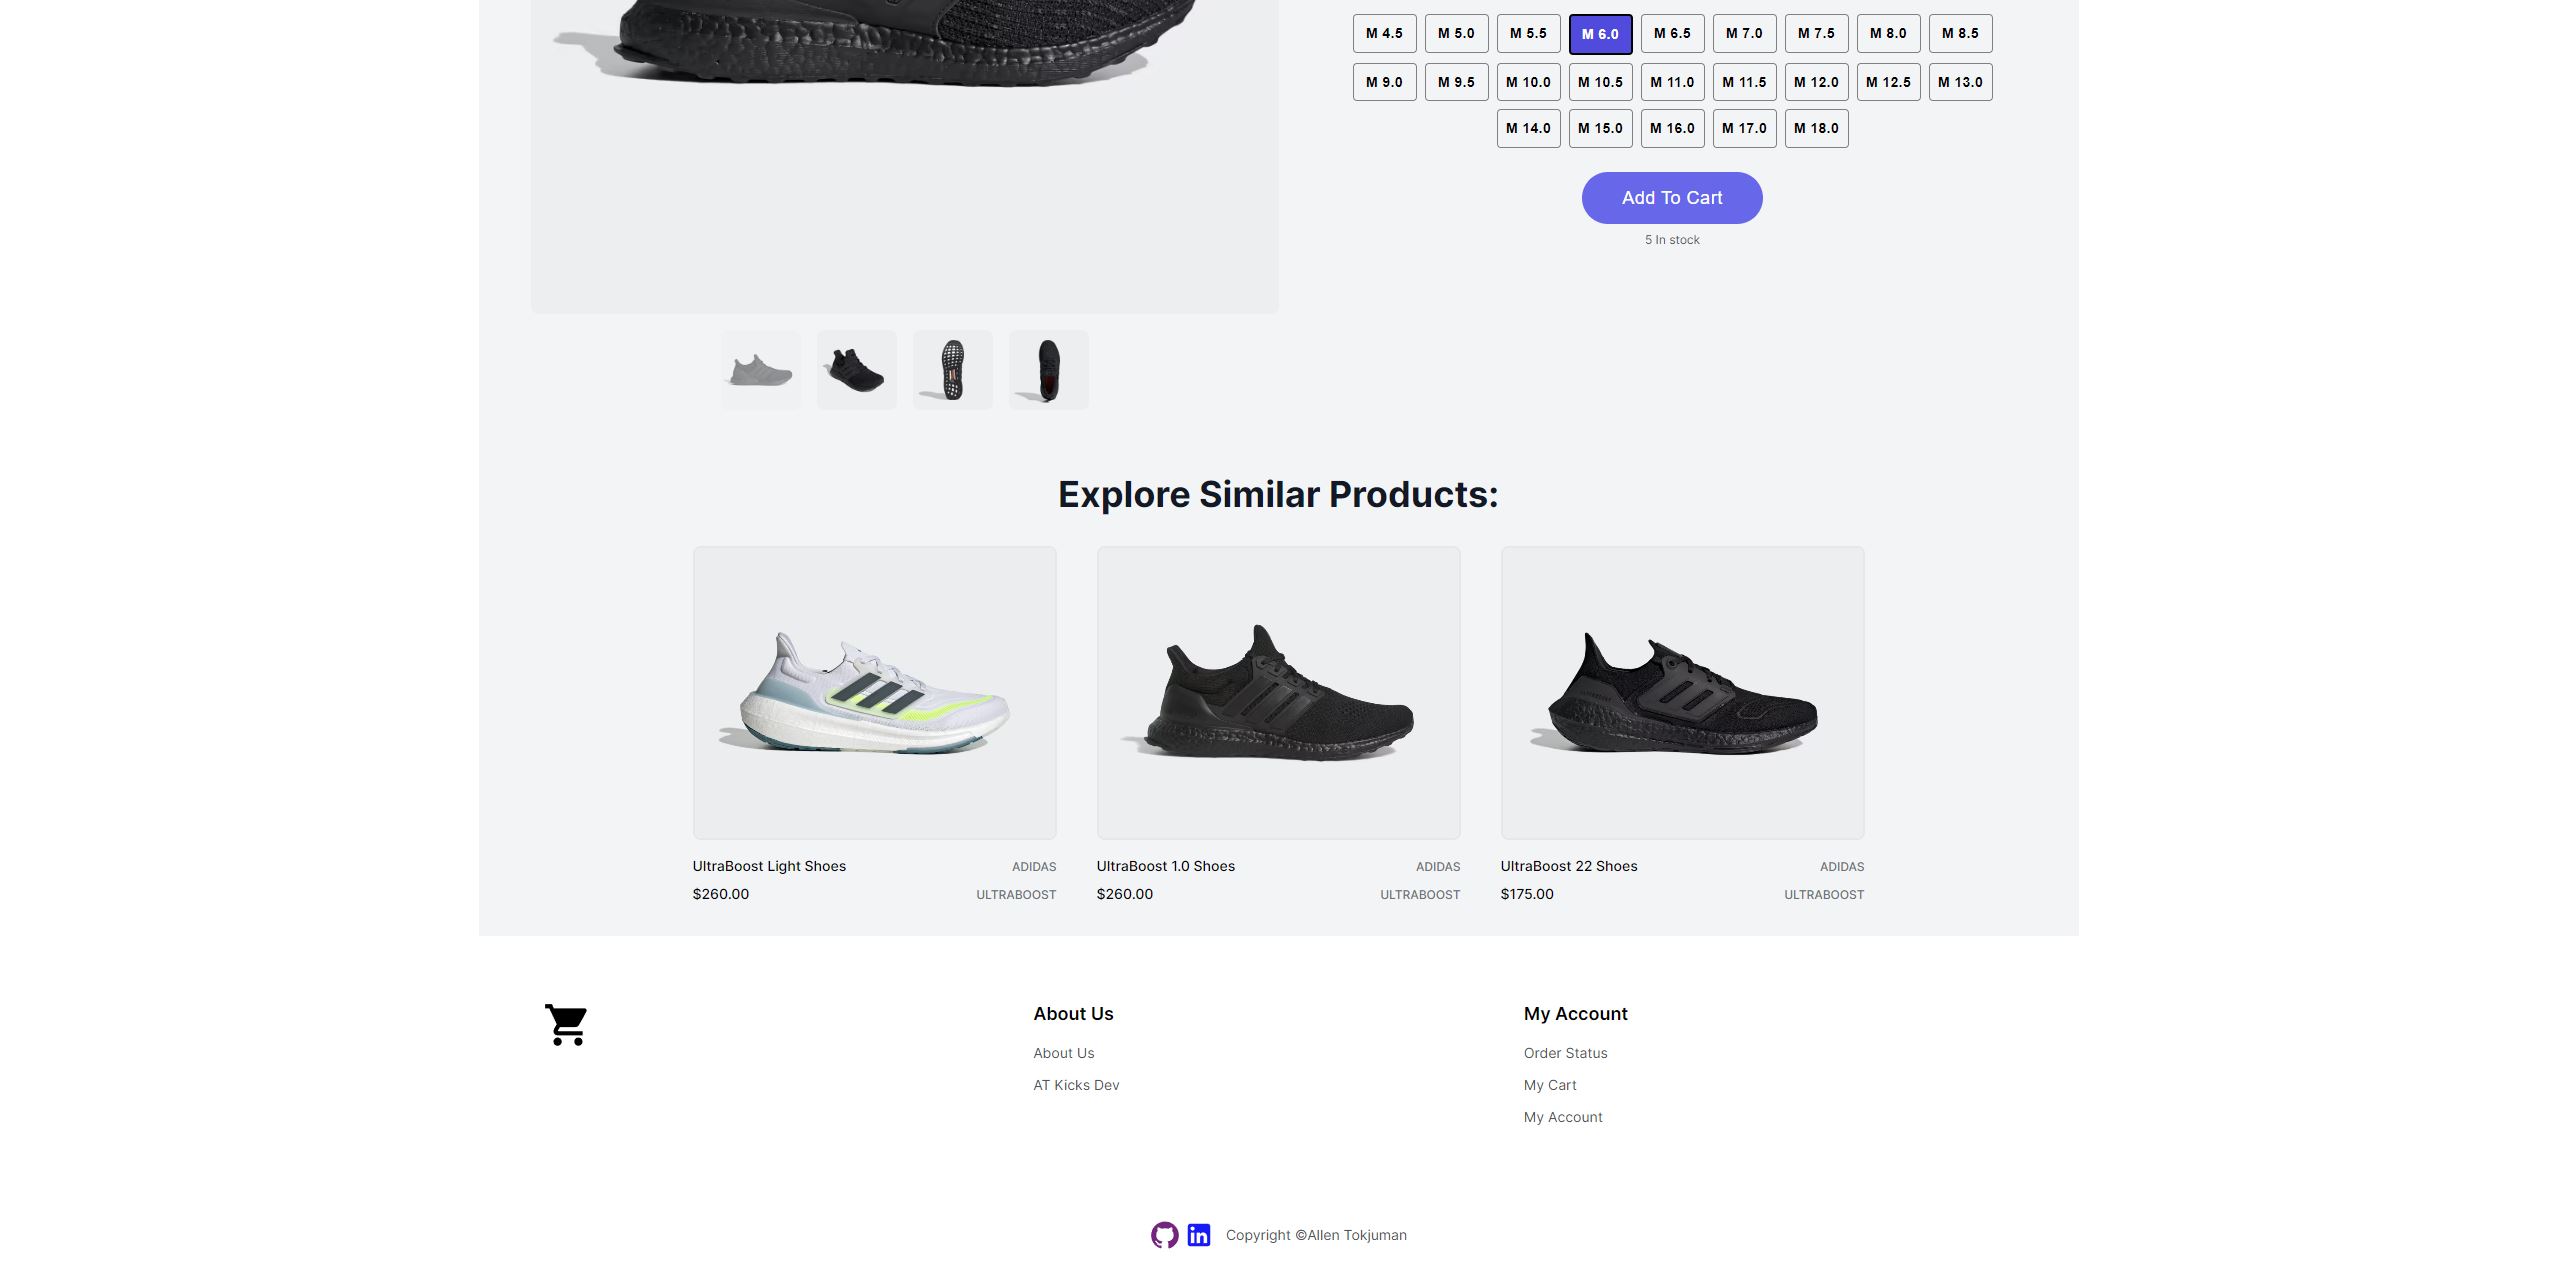 M 4.5 M 5.0 M 5.5 M 6.0 M 6.5 M 7.0 M 7.5 M 8.0 M 8.5
M 9.0 M 9.5 M 10.0 M 10.5 M 11.0 M 11.5 M 12.0 M 12.5 M 13.0
M 14.0 M 15.0 M 16.0 M 17.0 M 18.0
Add To Cart
5 In stock
Explore Similar Products:
UltraBoost Light Shoes ADIDAS
$260.00 ULTRABOOST
UltraBoost 1.0 Shoes ADIDAS
$260.00 ULTRABOOST
UltraBoost 22 Shoes ADIDAS
$175.00 ULTRABOOST
About Us
About Us
AT Kicks Dev
My Account
Order Status
My Cart
My Account
in
Copyright ©Allen Tokjuman